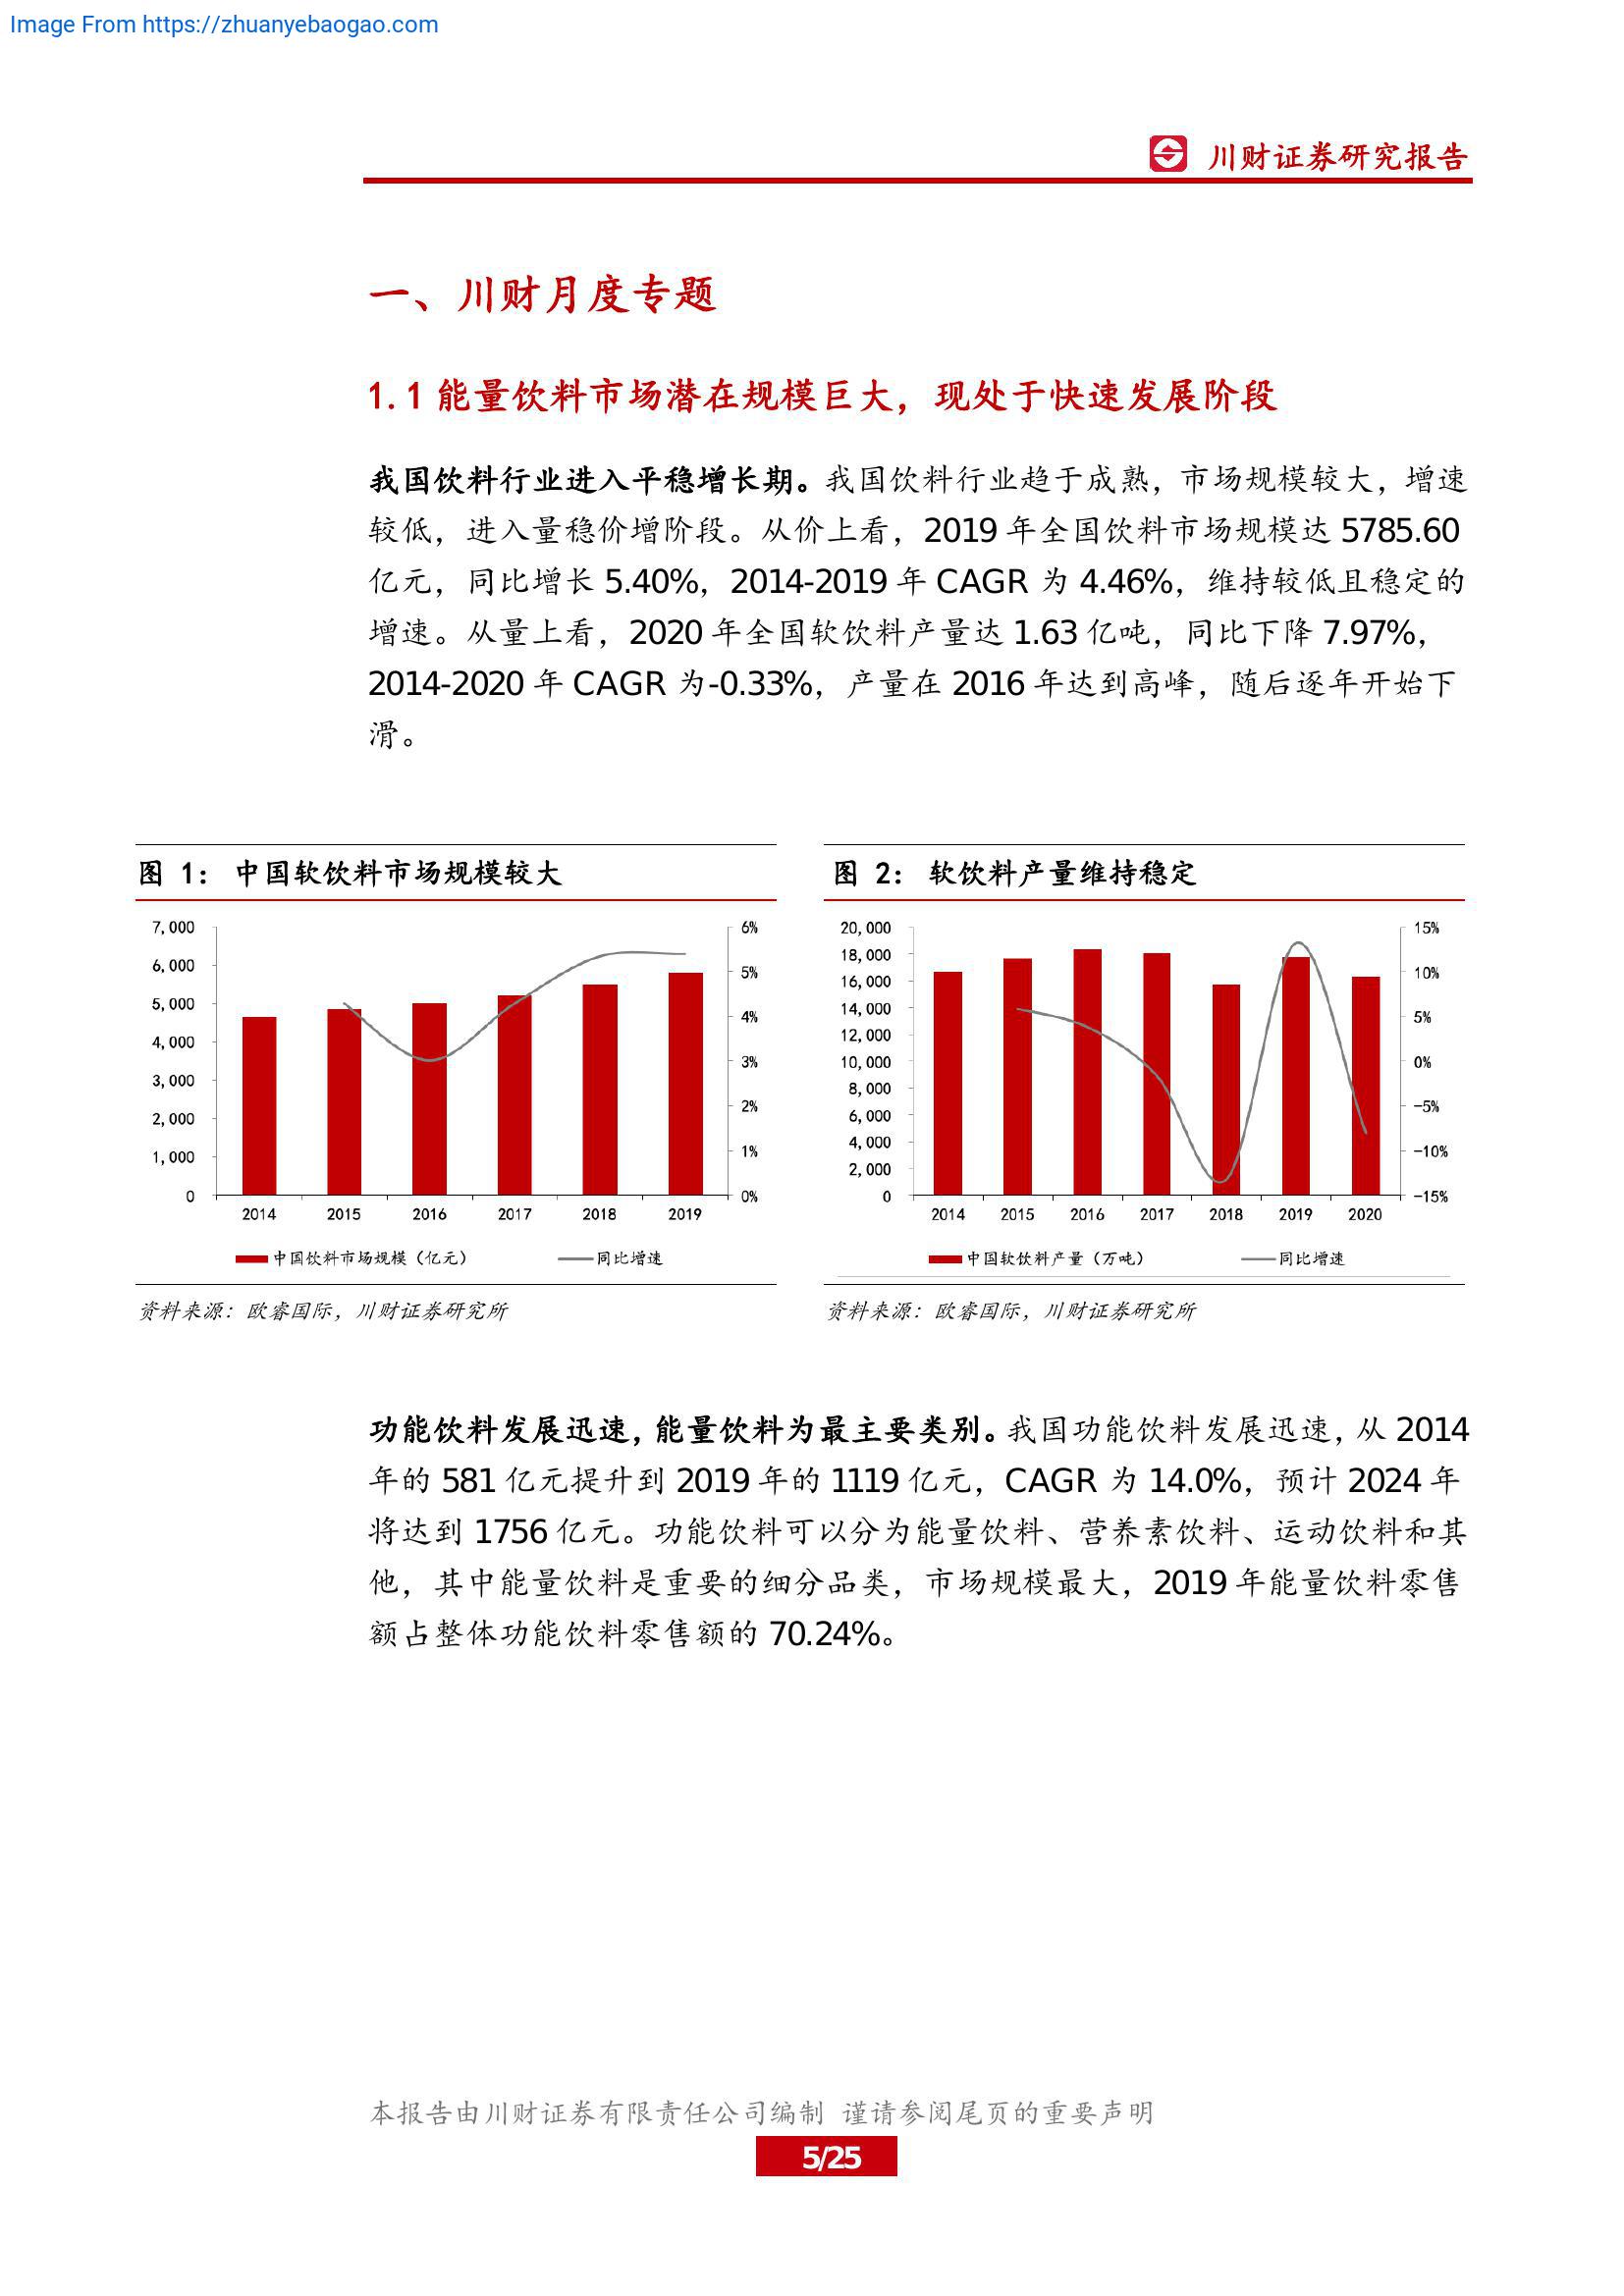 Image From https://zhuanyebaogao.com
川财证券研究报告
一、川财月度专题
1.1 能量饮料市场潜在规模巨大，现处于快速发展阶段
我国饮料行业进入平稳增长期。我国饮料行业趋于成熟，市场规模较大，增速
较低，进入量稳价增阶段。从价上看，2019 年全国饮料市场规模达 5785.60
亿元，同比增长 5.40%，2014-2019 年 CAGR 为 4.46%，维持较低且稳定的
增速。从量上看，2020 年全国软饮料产量达 1.63 亿吨，同比下降 7.97%，
2014-2020 年 CAGR 为-0.33%，产量在 2016 年达到高峰，随后逐年开始下
滑。
图 1： 中国软饮料市场规模较大
7,000
6,000
5,000
4,000
3,000
2,000
1,000
0
6%
5%
4%
3%
2%
1%
0%
2014 2015 2016 2017 2018 2019
中国饮料市场规模（亿元） 同比增速
资料来源：欧睿国际，川财证券研究所
图 2： 软饮料产量维持稳定
20,000
18,000
16,000
14,000
12,000
10,000
8,000
6,000
4,000
2,000
0
15%
10%
5%
0%
-5%
-10%
-15%
2014 2015 2016 2017 2018 2019 2020
中国软饮料产量（万吨） 同比增速
资料来源：欧睿国际，川财证券研究所
功能饮料发展迅速，能量饮料为最主要类别。我国功能饮料发展迅速，从 2014
年的 581 亿元提升到 2019 年的 1119 亿元，CAGR 为 14.0%，预计 2024 年
将达到 1756 亿元。功能饮料可以分为能量饮料、营养素饮料、运动饮料和其
他，其中能量饮料是重要的细分品类，市场规模最大，2019 年能量饮料零售
额占整体功能饮料零售额的 70.24%。
本报告由川财证券有限责任公司编制 谨请参阅尾页的重要声明
5/25